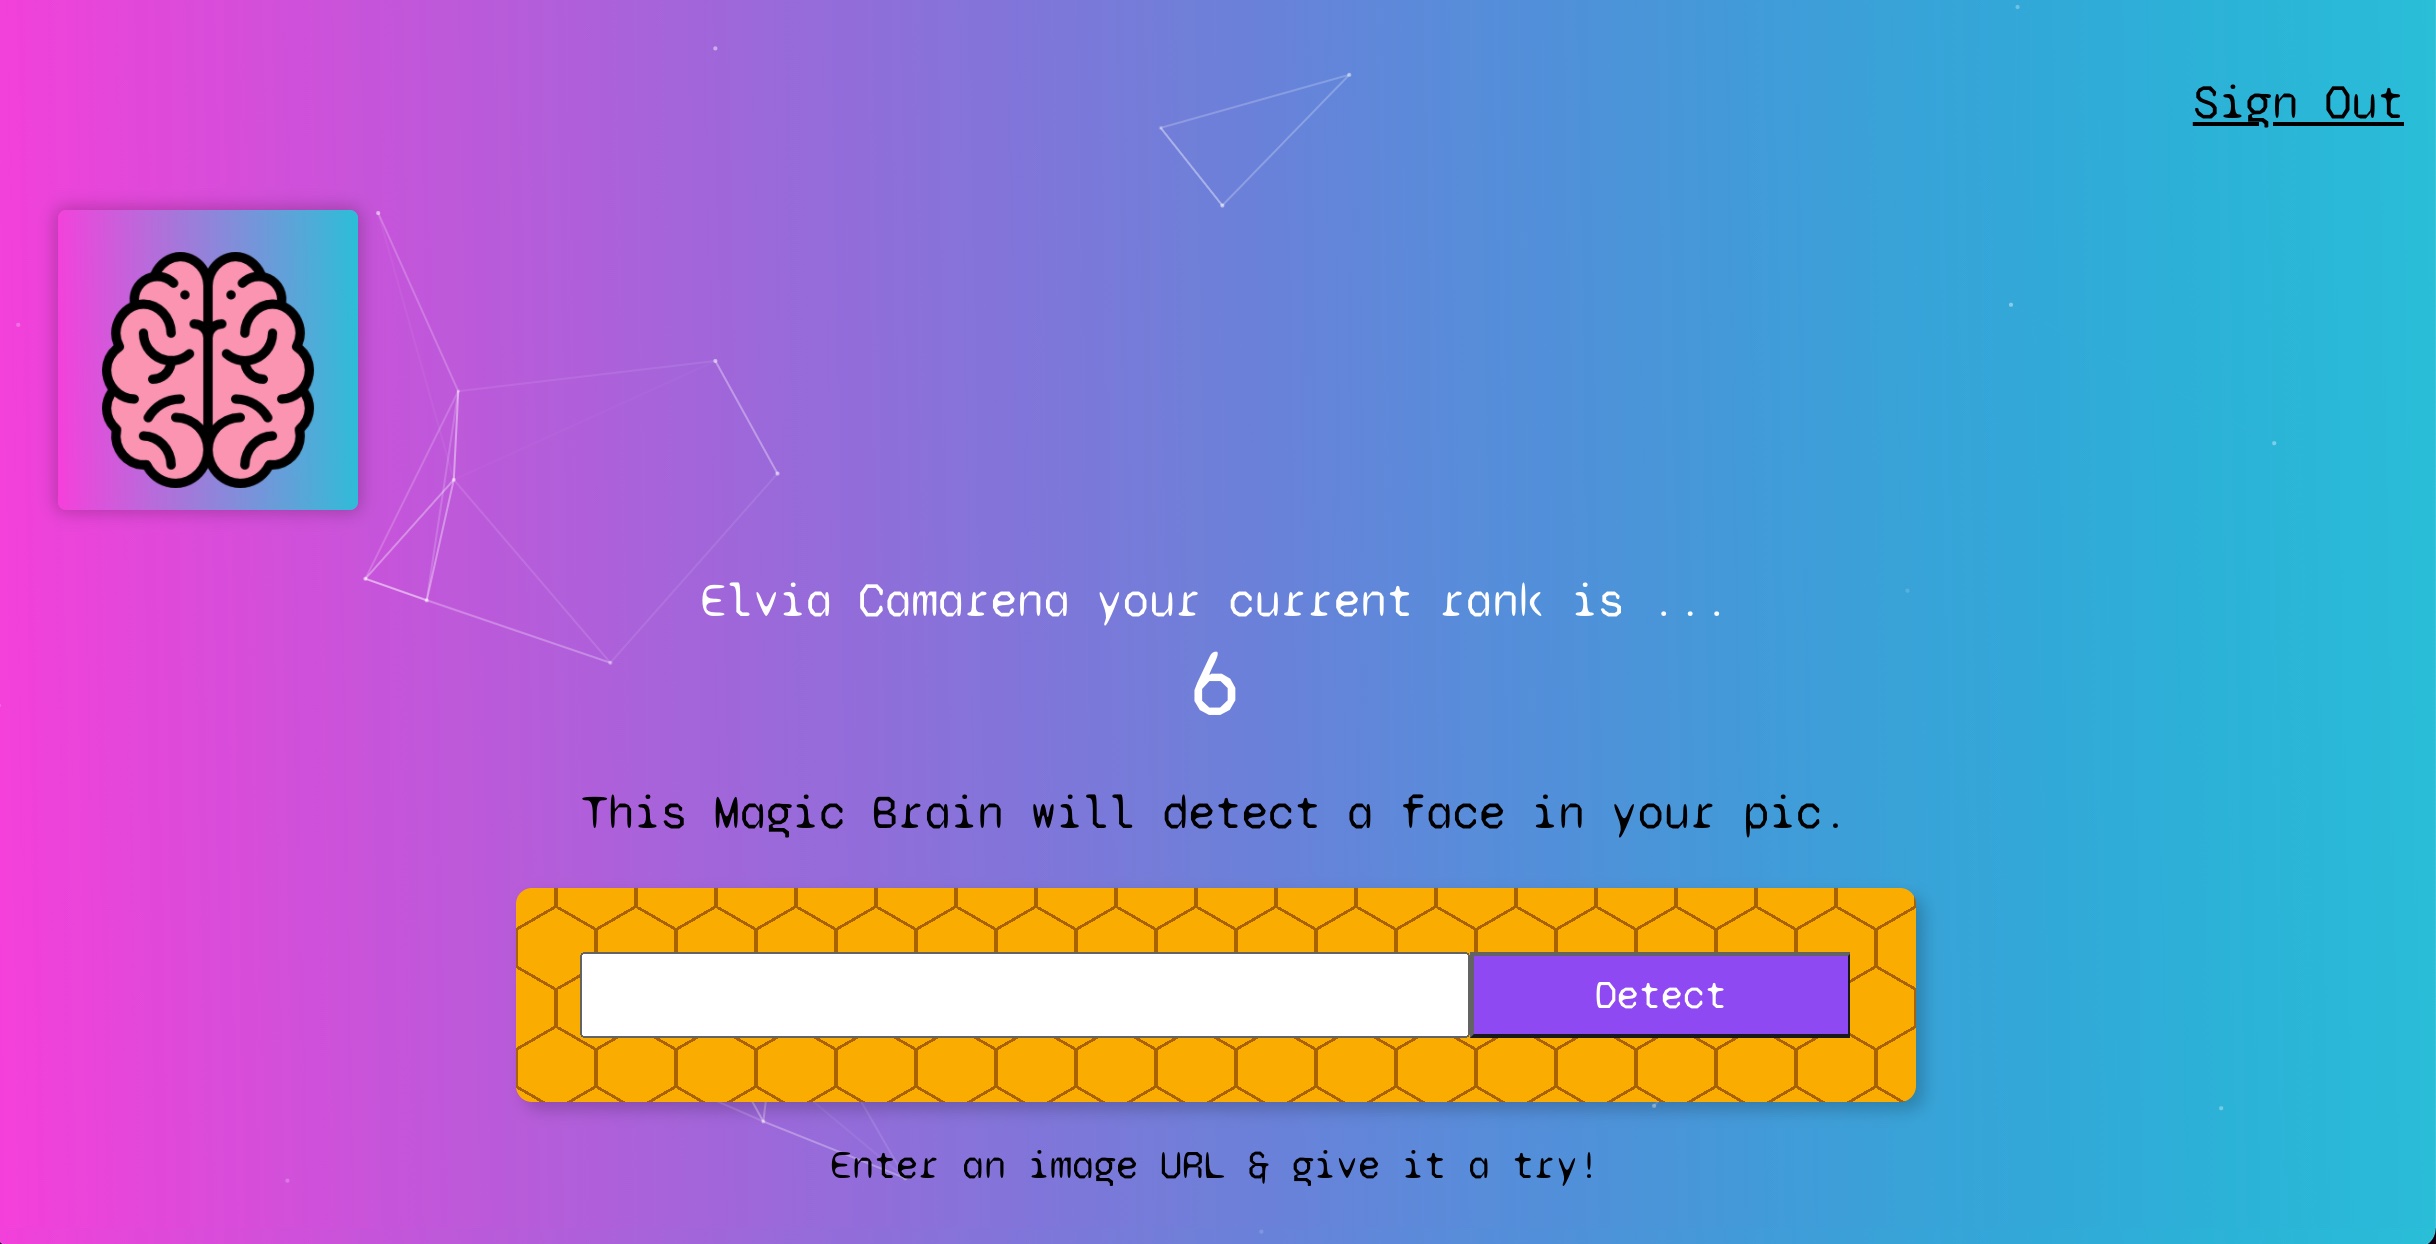 Sign Out
Elvia Camarena your current rank is ...
6
This Magic Brain will detect a face in your pic.
Detect
Enter an image URL & give it a try!